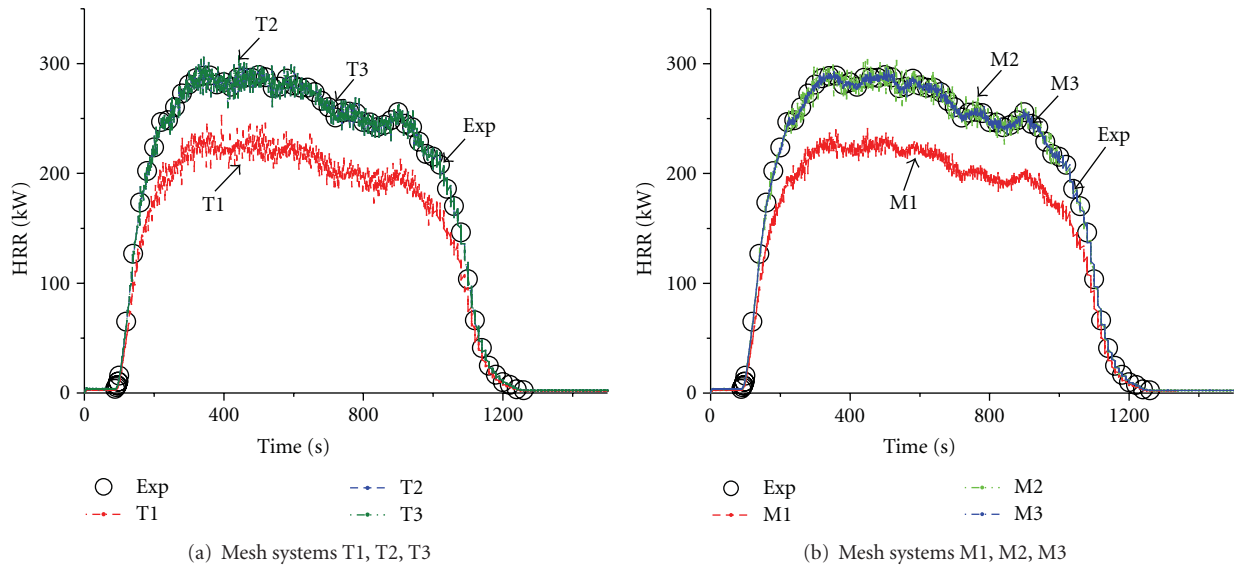 300
200
100
0
HRR (kW)
0
400
800
1200
Time (s)
T2
T3
Exp
T1
Exp
T1
T2
T3
(a) Mesh systems T1, T2, T3
300
200
100
0
HRR (kW)
0
400
800
1200
Time (s)
M2
M3
Exp
M1
Exp
M1
M2
M3
(b) Mesh systems M1, M2, M3